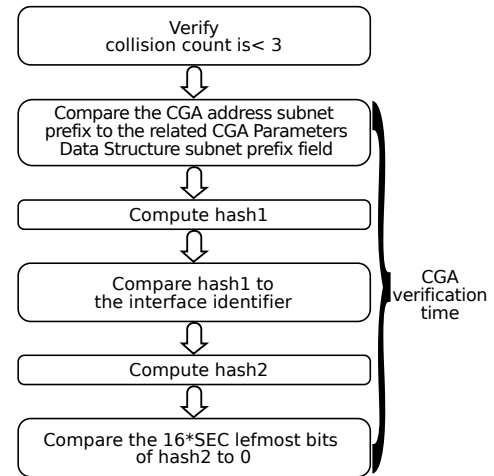 Verify
collision count is< 3
Compare the CGA address subnet
prefix to the related CGA Parameters
Data Structure subnet prefix field
Compute hash1
Compare hash1 to
the interface identifier
Compute hash2
Compare the 16*SEC lefmost bits
of hash2 to 0
CGA
verification
time